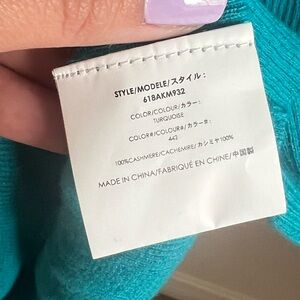 STYLE/MODELE/スタイル :
618AKM932
COLOR/COLOUR/カラー:
TURQUOISE
COLOR#/COLOUR#/カラー#:
442
100%CASHMERE/CACHEMIRE/カシミヤ100%
MADE IN CHINA/FABRIQUÉ EN CHINE/中国製